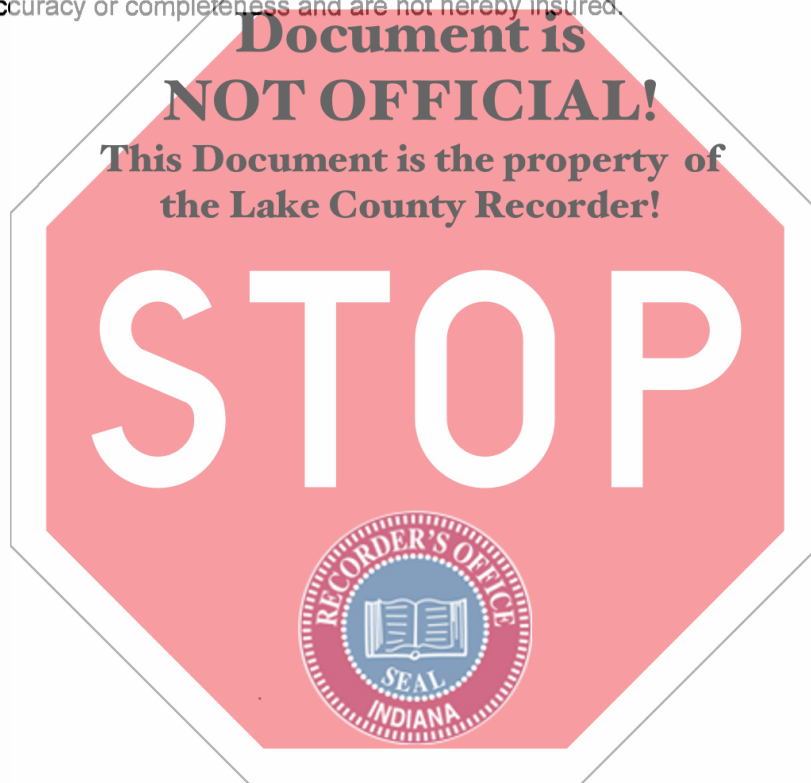 ccuracy or completeness and are not hereby insured.
Document is
NOT OFFICIAL!
This Document is the property of
the Lake County Recorder!
STOP
RECORDER'S OFFICE
SEAL
INDIANA